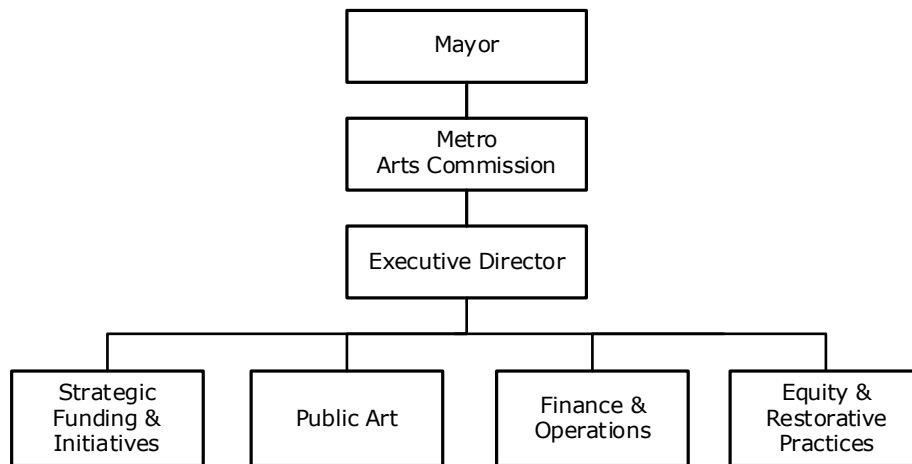 Mayor
Metro
Arts Commission
Executive Director
Strategic
Funding &
Initiatives
Public Art
Finance &
Operations
Equity &
Restorative
Practices